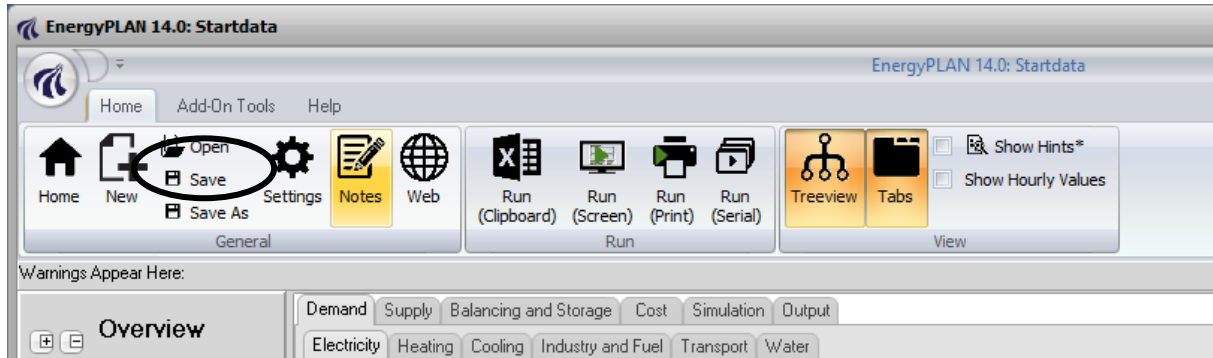 EnergyPLAN 14.0: Startdata
EnergyPLAN 14.0: Startdata
Home Add-On Tools Help
Home New Open Save Save As Settings Notes Web
General
Run (Clipboard) Run (Screen) Run (Print) Run (Serial)
Run
Treeview Tabs Show Hints* Show Hourly Values
View
Warnings Appear Here:
Overview
Demand Supply Balancing and Storage Cost Simulation Output
Electricity Heating Cooling Industry and Fuel Transport Water